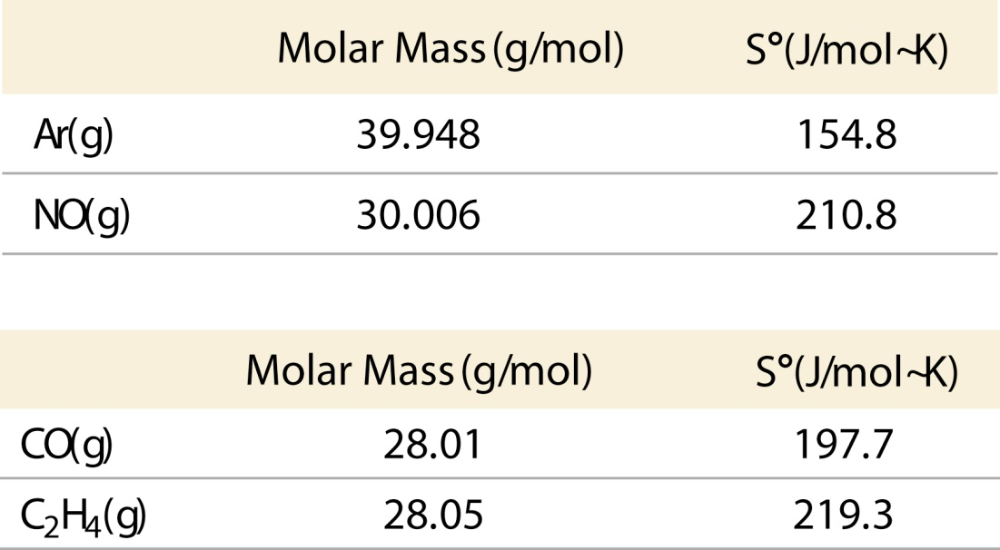 Molar Mass (g/mol) S°(J/mol~K)
Ar(g) 39.948 154.8
NO(g) 30.006 210.8
Molar Mass (g/mol) S°(J/mol~K)
CO(g) 28.01 197.7
C₂H₄(g) 28.05 219.3